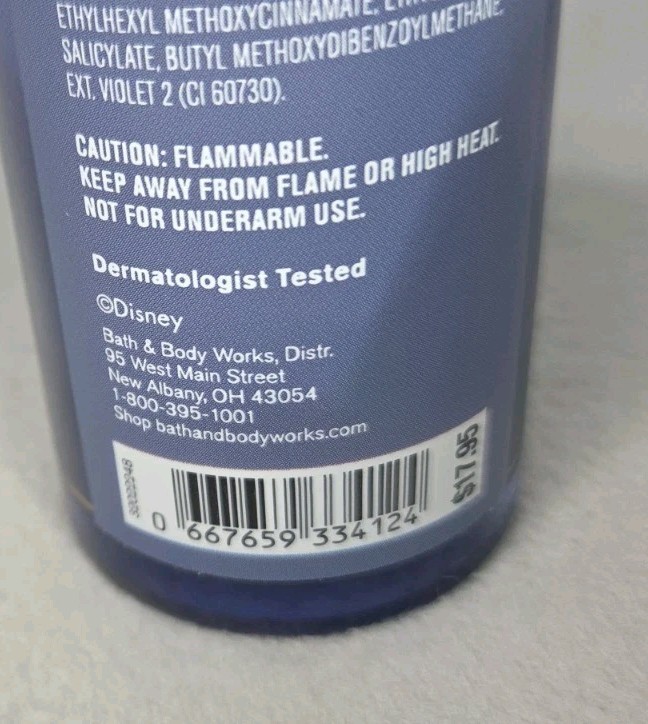 ETHYLHEXYL METHOXYCINNAMATE,
SALICYLATE, BUTYL METHOXYDIBENZOYLMETHANE,
EXT. VIOLET 2 (CI 60730).
CAUTION: FLAMMABLE.
KEEP AWAY FROM FLAME OR HIGH HEAT.
NOT FOR UNDERARM USE.
Dermatologist Tested
©Disney
Bath & Body Works, Distr.
95 West Main Street
New Albany, OH 43054
1-800-395-1001
Shop bathandbodyworks.com
$17.95
0 667659 334124